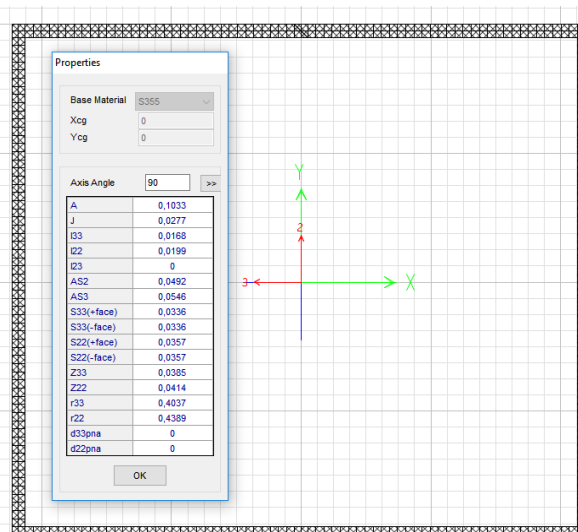 Properties
Base Material S355
Xcg 0
Ycg 0
Axis Angle 90 >>
A 0,1033
J 0,0277
I33 0,0168
I22 0,0199
I23 0
AS2 0,0492
AS3 0,0546
S33(+face) 0,0336
S33(-face) 0,0336
S22(+face) 0,0357
S22(-face) 0,0357
Z33 0,0385
Z22 0,0414
r33 0,4037
r22 0,4389
d33pna 0
d22pna 0
OK
Y
2
3
X